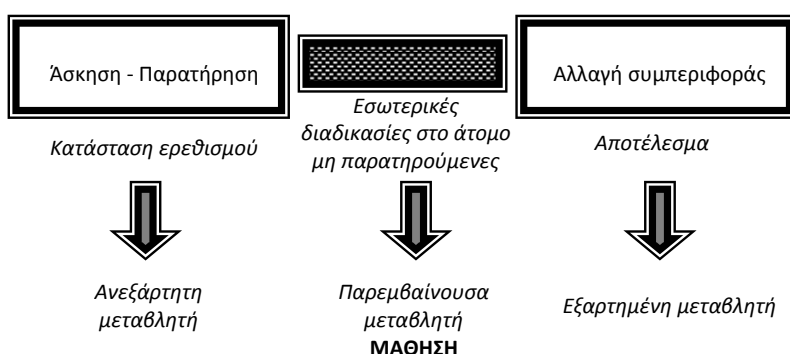 Άσκηση - Παρατήρηση
Αλλαγή συμπεριφοράς
Κατάσταση ερεθισμού
Εσωτερικές
διαδικασίες στο άτομο
μη παρατηρούμενες
Αποτέλεσμα
Ανεξάρτητη
μεταβλητή
Παρεμβαίνουσα
μεταβλητή
ΜΑΘΗΣΗ
Εξαρτημένη μεταβλητή